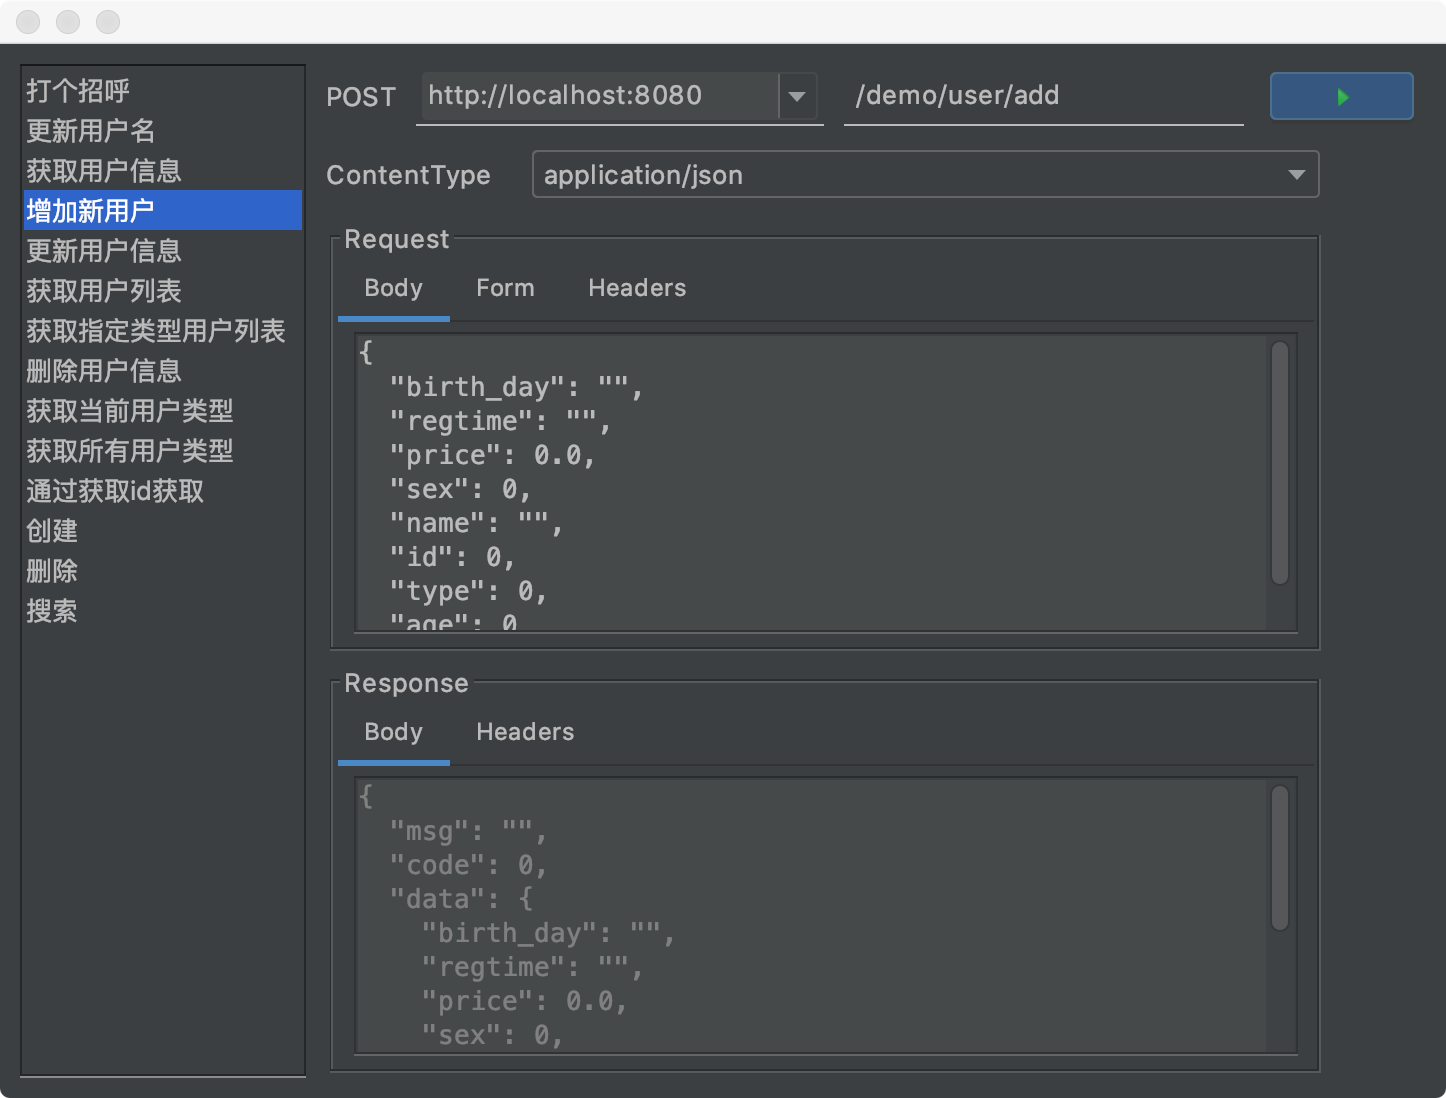 打个招呼
更新用户名
获取用户信息
增加新用户
更新用户信息
获取用户列表
获取指定类型用户列表
删除用户信息
获取当前用户类型
获取所有用户类型
通过获取id获取
创建
删除
搜索
POST http://localhost:8080 /demo/user/add
ContentType application/json
Request
Body Form Headers
{
"birth_day": "",
"regtime": "",
"price": 0.0,
"sex": 0,
"name": "",
"id": 0,
"type": 0,
"age": 0
Response
Body Headers
{
"msg": "",
"code": 0,
"data": {
"birth_day": "",
"regtime": "",
"price": 0.0,
"sex": 0,